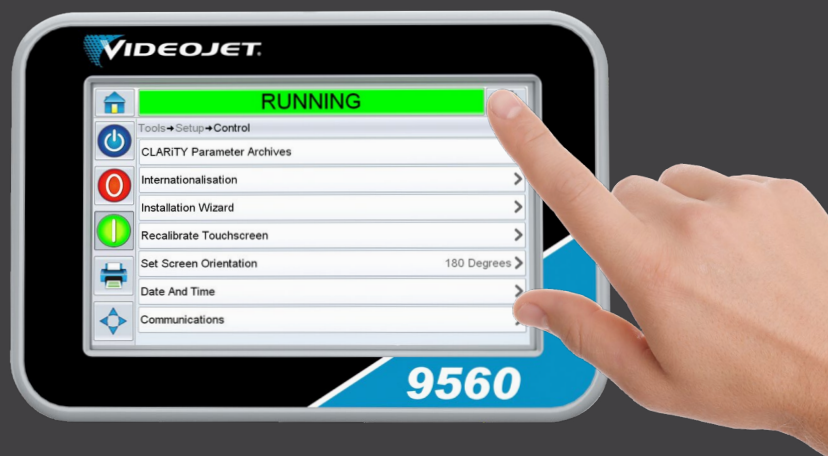 VIDEOJET.
RUNNING
Tools→Setup→Control
CLARiTY Parameter Archives
Internationalisation
Installation Wizard
Recalibrate Touchscreen
Set Screen Orientation 180 Degrees
Date And Time
Communications
9560